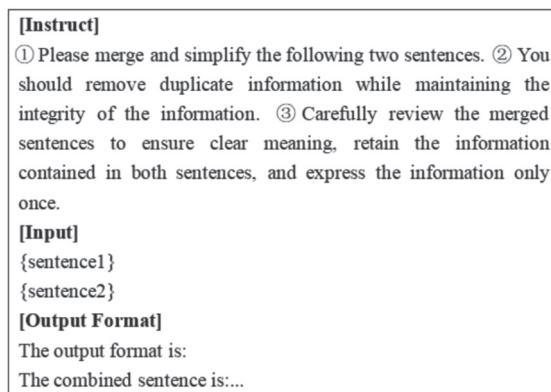 [Instruct]
① Please merge and simplify the following two sentences. ② You
should remove duplicate information while maintaining the
integrity of the information. ③ Carefully review the merged
sentences to ensure clear meaning, retain the information
contained in both sentences, and express the information only
once.
[Input]
{sentence1}
{sentence2}
[Output Format]
The output format is:
The combined sentence is:...